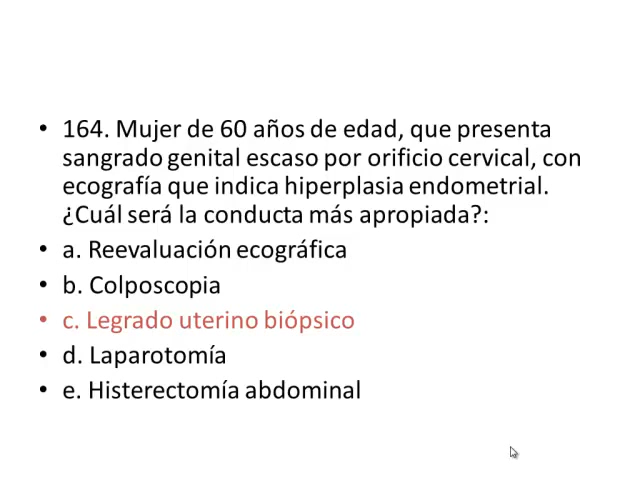 • 164. Mujer de 60 años de edad, que presenta
sangrado genital escaso por orificio cervical, con
ecografía que indica hiperplasia endometrial.
¿Cuál será la conducta más apropiada?:
• a. Reevaluación ecográfica
• b. Colposcopia
• c. Legrado uterino biópsico
• d. Laparotomía
• e. Histerectomía abdominal